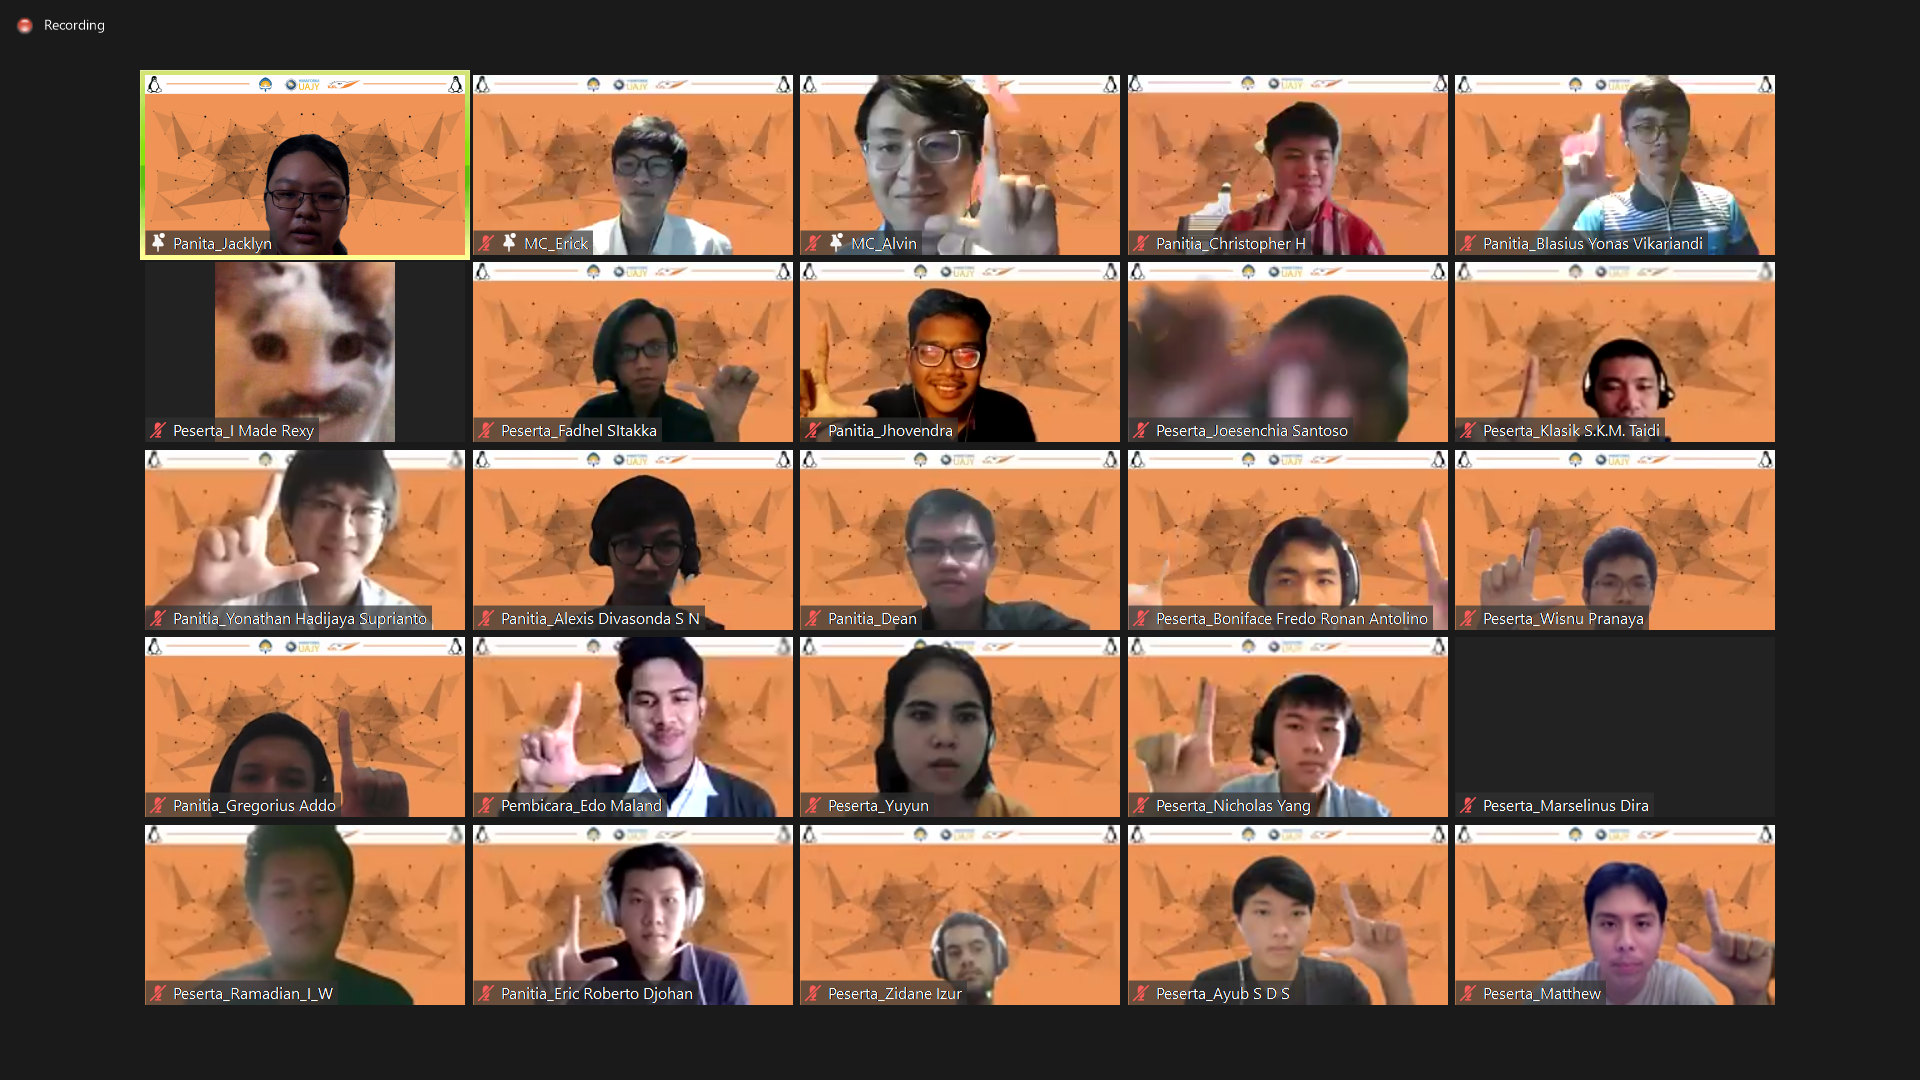 Recording
Panita_Jacklyn
MC_Erick
MC_Alvin
Panitia_Christopher H
Panitia_Blasius Yonas Vikariandi
Peserta_I Made Rexy
Peserta_Fadhel SItakka
Panitia_Jhovendra
Peserta_Joesenchia Santoso
Peserta_Klasik S.K.M. Taidi
Panitia_Yonathan Hadijaya Suprianto
Panitia_Alexis Divasonda S N
Panitia_Dean
Peserta_Boniface Fredo Ronan Antolino
Peserta_Wisnu Pranaya
Panitia_Gregorius Addo
Pembicara_Edo Maland
Peserta_Yuyun
Peserta_Nicholas Yang
Peserta_Marselinus Dira
Peserta_Ramadian_I_W
Panitia_Eric Roberto Djohan
Peserta_Zidane Izur
Peserta_Ayub S D S
Peserta_Matthew